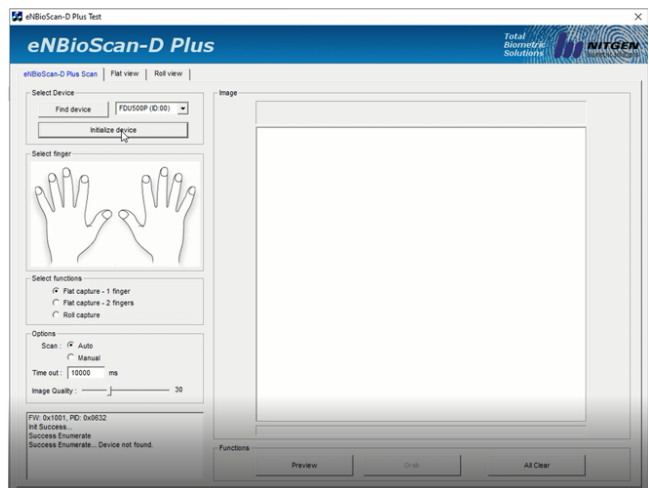 eNBioScan-D Plus Test
eNBioScan-D Plus
Total
Biometric
Solutions
NITGEN
eNBioScan-D Plus Scan
Flat view
Roll view
Select Device
Find device
FDU500P (ID:00)
Initialize device
Select finger
Select functions
Flat capture - 1 finger
Flat capture - 2 fingers
Roll capture
Options
Scan : Auto
Manual
Time out : 10000 ms
Image Quality : 30
FW: 0x1001, PID: 0x0632
Init Success...
Success Enumerate
Success Enumerate... Device not found.
Image
Functions
Preview
Grab
All Clear